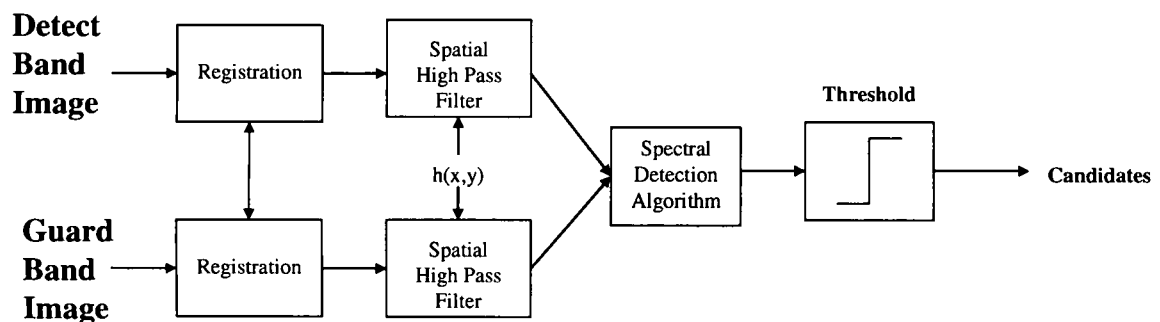 Detect
Band
Image
Registration
Spatial
High Pass
Filter
Threshold
h(x,y)
Spectral
Detection
Algorithm
Candidates
Guard
Band
Image
Registration
Spatial
High Pass
Filter